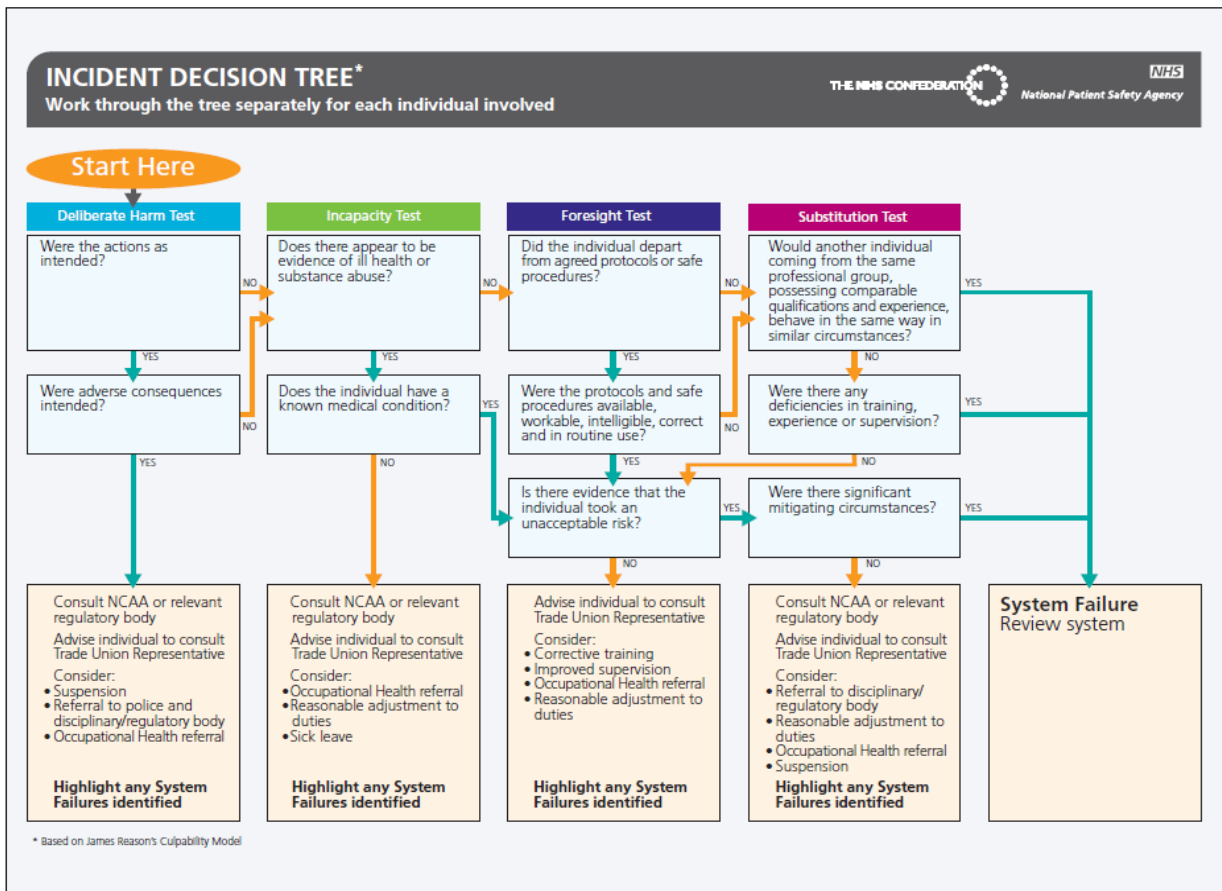 INCIDENT DECISION TREE*
Work through the tree separately for each individual involved
THE NHS CONFEDERATION
NHS
National Patient Safety Agency
Start Here
Deliberate Harm Test
Incapacity Test
Foresight Test
Substitution Test
Were the actions as
intended?
NO
YES
Were adverse consequences
intended?
NO
YES
Does there appear to be
evidence of ill health or
substance abuse?
NO
YES
Does the individual have a
known medical condition?
YES
NO
Did the individual depart
from agreed protocols or safe
procedures?
NO
YES
Were the protocols and safe
procedures available,
workable, intelligible, correct
and in routine use?
NO
YES
Is there evidence that the
individual took an
unacceptable risk?
YES
NO
Would another individual
coming from the same
professional group,
possessing comparable
qualifications and experience,
behave in the same way in
similar circumstances?
YES
NO
Were there any
deficiencies in training,
experience or supervision?
YES
NO
Were there significant
mitigating circumstances?
YES
NO
Consult NCAA or relevant
regulatory body
Advise individual to consult
Trade Union Representative
Consider:
• Suspension
• Referral to police and
disciplinary/regulatory body
• Occupational Health referral
Highlight any System
Failures identified
Consult NCAA or relevant
regulatory body
Advise individual to consult
Trade Union Representative
Consider:
• Occupational Health referral
• Reasonable adjustment to
duties
• Sick leave
Highlight any System
Failures identified
Advise individual to consult
Trade Union Representative
Consider:
• Corrective training
• Improved supervision
• Occupational Health referral
• Reasonable adjustment to
duties
Highlight any System
Failures identified
Consult NCAA or relevant
regulatory body
Advise individual to consult
Trade Union Representative
Consider:
• Referral to disciplinary/
regulatory body
• Reasonable adjustment to
duties
• Occupational Health referral
• Suspension
Highlight any System
Failures identified
System Failure
Review system
* Based on James Reason's Culpability Model